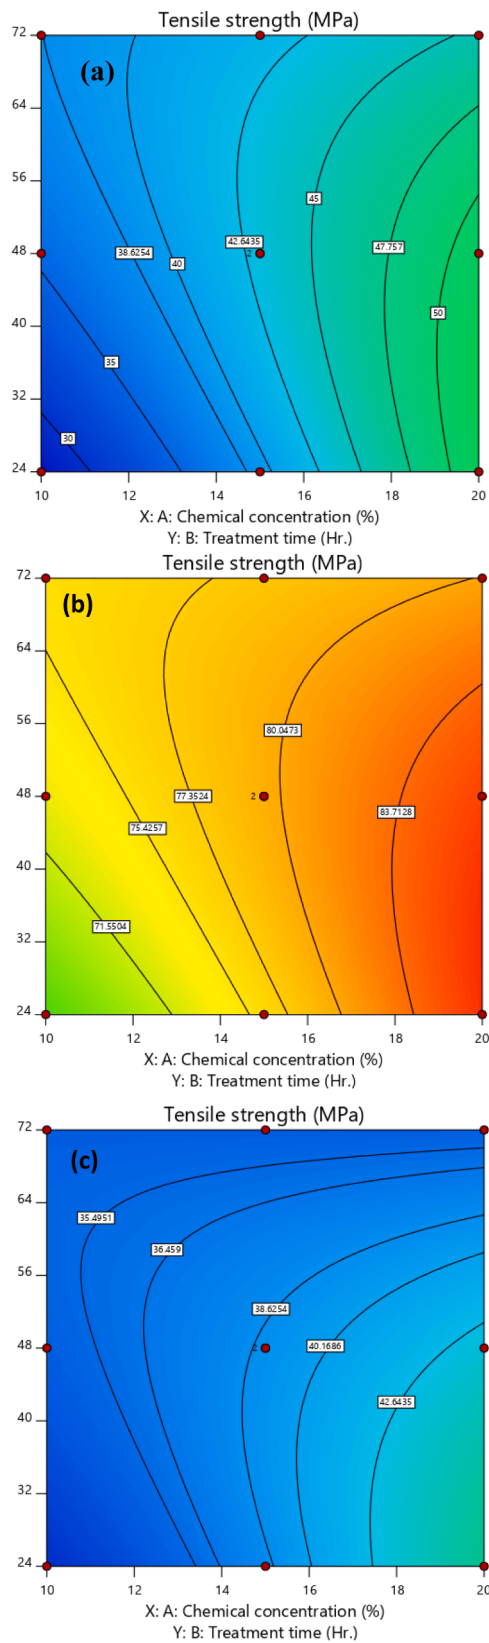 Tensile strength (MPa)
(a)
72
64
56
48
40
32
24
45
42.6435
2
47.757
38.6254
40
50
35
30
10 12 14 16 18 20
X: A: Chemical concentration (%)
Y: B: Treatment time (Hr.)
Tensile strength (MPa)
(b)
72
64
56
48
40
32
24
80.0473
77.3524
2
83.7128
75.4257
71.5504
10 12 14 16 18 20
X: A: Chemical concentration (%)
Y: B: Treatment time (Hr.)
Tensile strength (MPa)
(c)
72
64
56
48
40
32
24
35.4951
36.459
38.6254
2
40.1686
42.6435
10 12 14 16 18 20
X: A: Chemical concentration (%)
Y: B: Treatment time (Hr.)